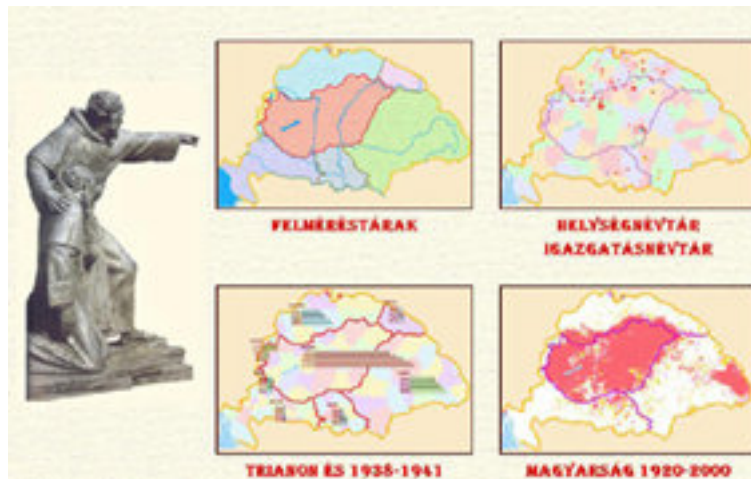 FELMÉRÉSTÁRAK
HELYSÉGNÉVTÁR,
IGAZGATÁSNÉVTÁR
TRIANON ÉS 1938-1941
MAGYARSÁG 1920-2000